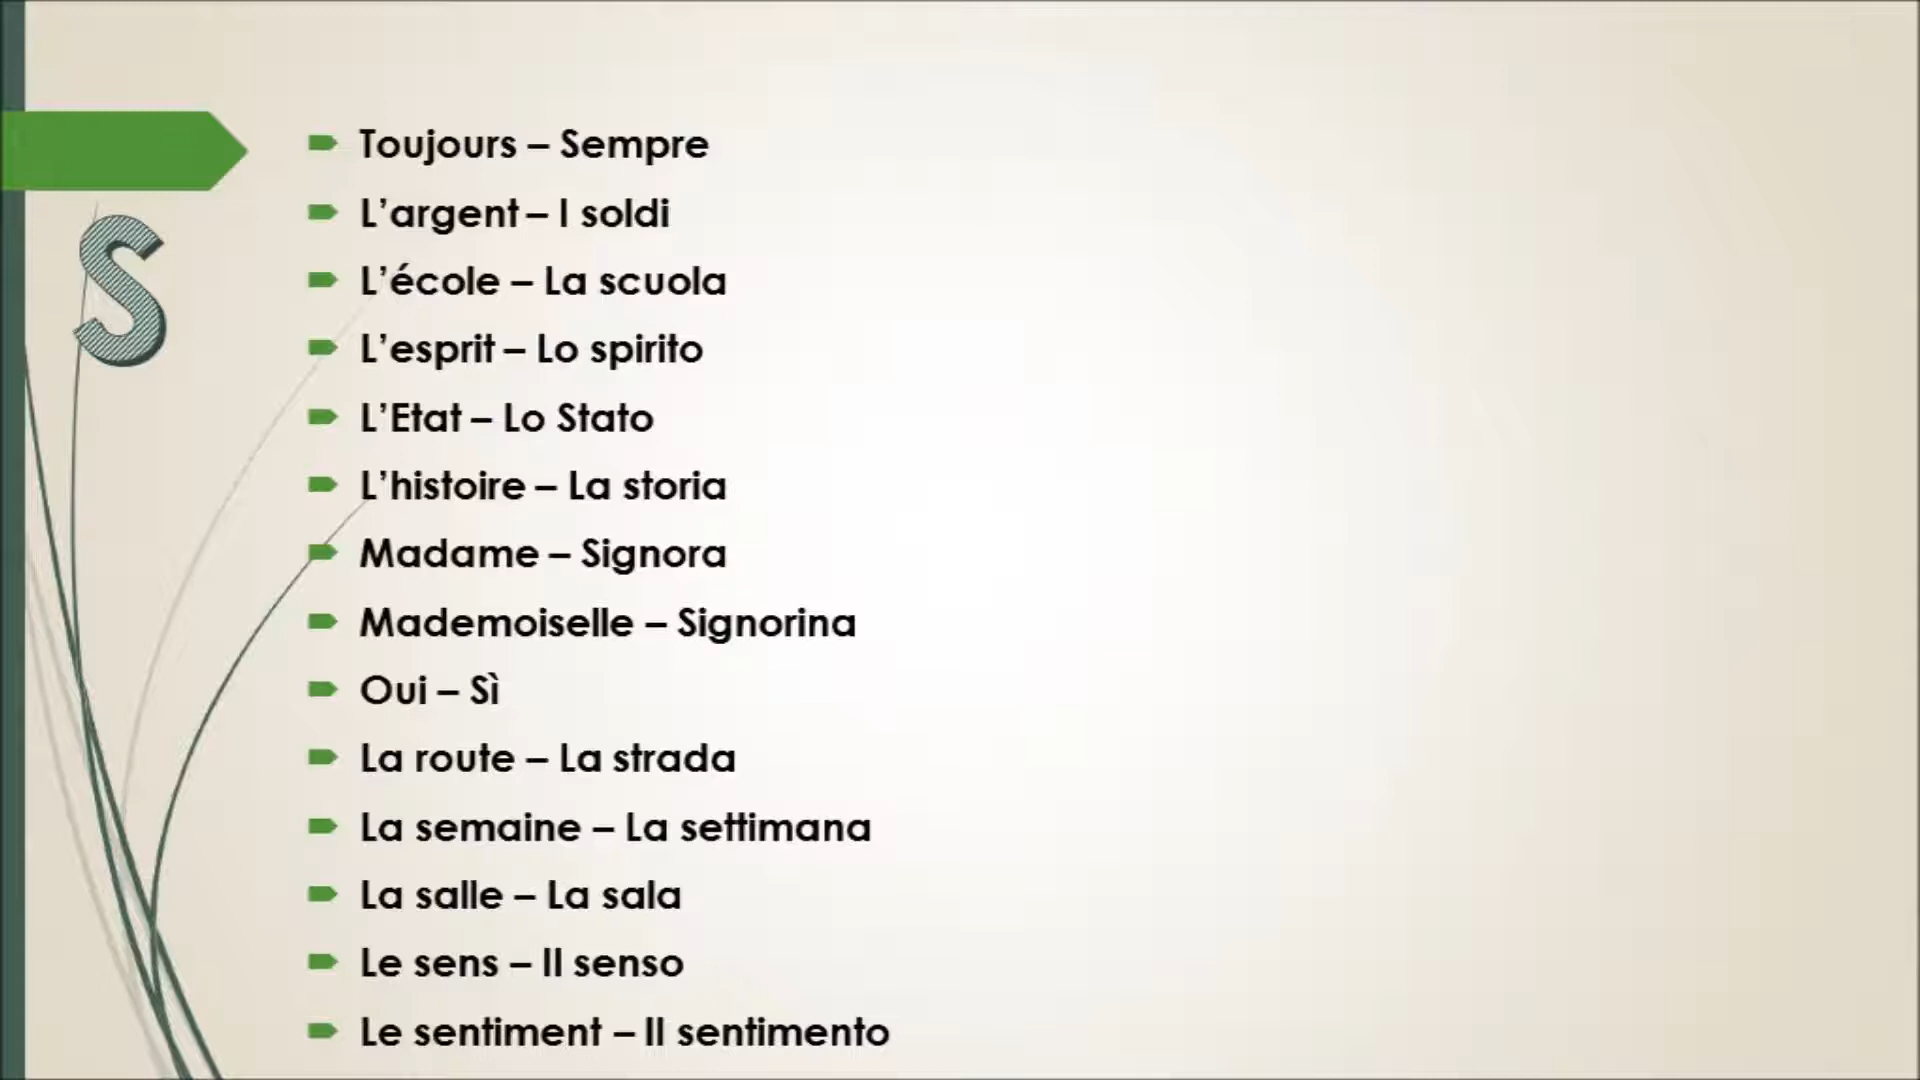 S
Toujours – Sempre
L’argent – I soldi
L’école – La scuola
L’esprit – Lo spirito
L’Etat – Lo Stato
L’histoire – La storia
Madame – Signora
Mademoiselle – Signorina
Oui – Sì
La route – La strada
La semaine – La settimana
La salle – La sala
Le sens – Il senso
Le sentiment – Il sentimento